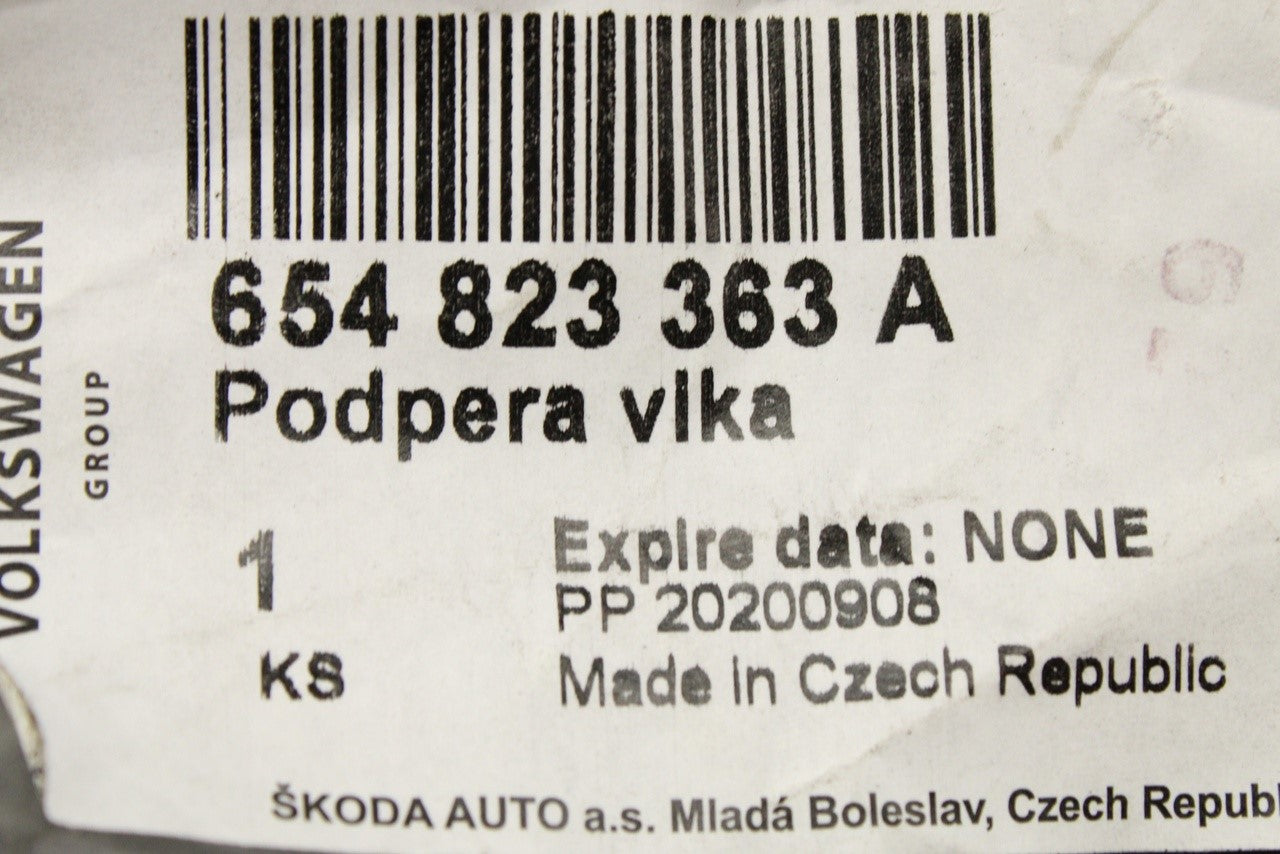 VOLKSWAGEN
GROUP
654 823 363 A
Podpera vlka
1
KS
Expire data: NONE
PP 20200908
Made in Czech Republic
ŠKODA AUTO a.s. Mladá Boleslav, Czech Republ